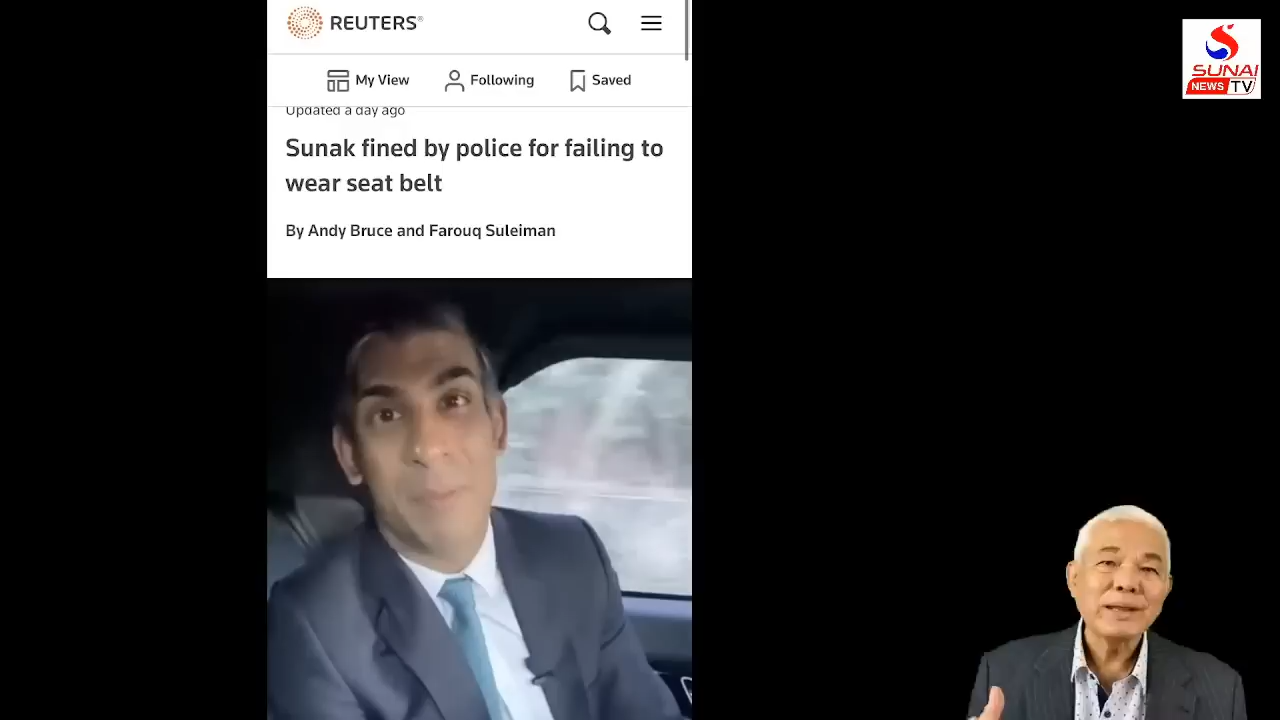 REUTERS®
My View
Following
Saved
Updated a day ago
Sunak fined by police for failing to
wear seat belt
By Andy Bruce and Farouq Suleiman
SUNAI
NEWS TV